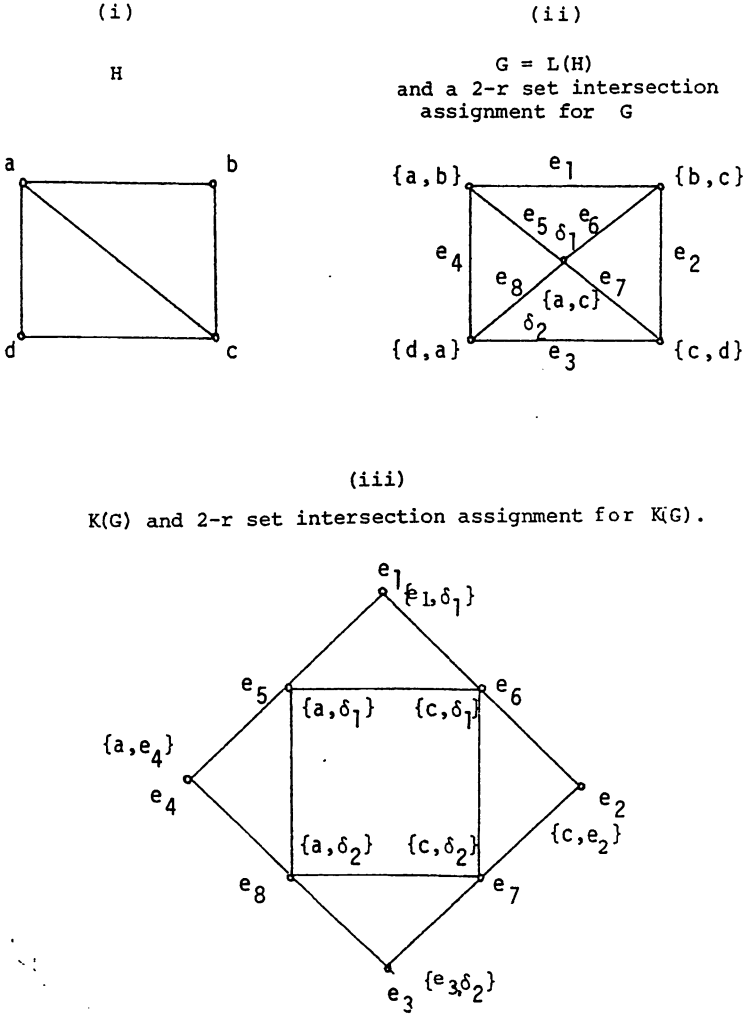 (i)
H
a
b
d
c
(ii)
G = L(H)
and a 2-r set intersection
assignment for G
{a,b}
e1
{b,c}
e5 δ1 e6
e4
e2
e8
{a,c}
e7
δ2
{d,a}
e3
{c,d}
(iii)
K(G) and 2-r set intersection assignment for K(G).
e1
{e1,δ1}
e5
e6
{a,δ1}
{c,δ1}
{a,e4}
e4
e2
{c,e2}
{a,δ2}
{c,δ2}
e8
e7
e3
{e3,δ2}